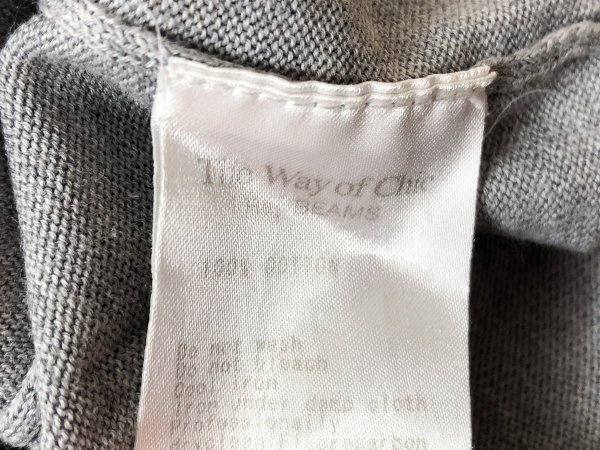 The Way of Chic
BEAMS
100% COTTON
Do not wash
Do not bleach
Cool iron
Iron under damp cloth
Professionally